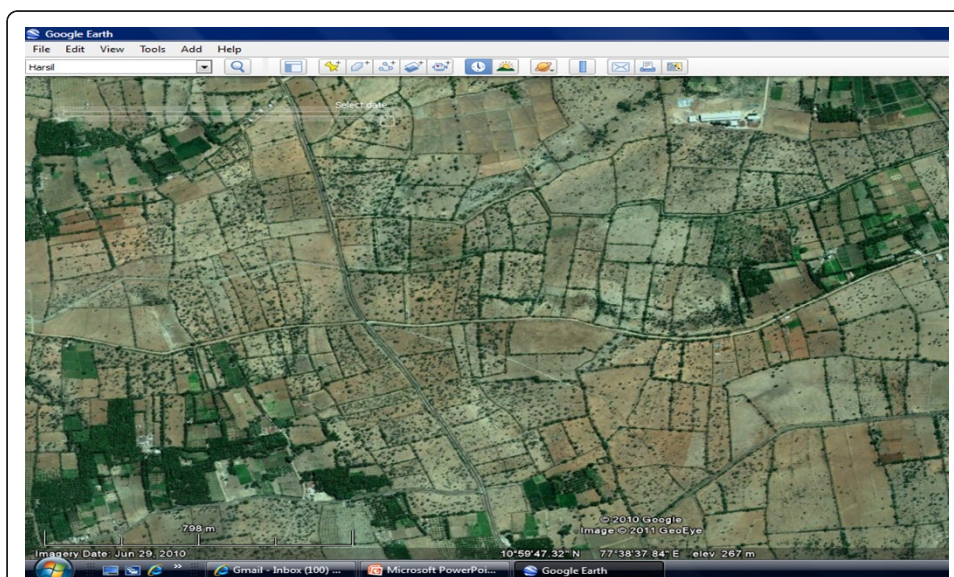 Google Earth
File Edit View Tools Add Help
Harsil
Select date
798 m
© 2010 Google
Image © 2011 GeoEye
Imagery Date: Jun 29, 2010 10°59'47.32" N 77°38'37.84" E elev 267 m
Gmail - Inbox (100) ... Microsoft PowerPoi... Google Earth